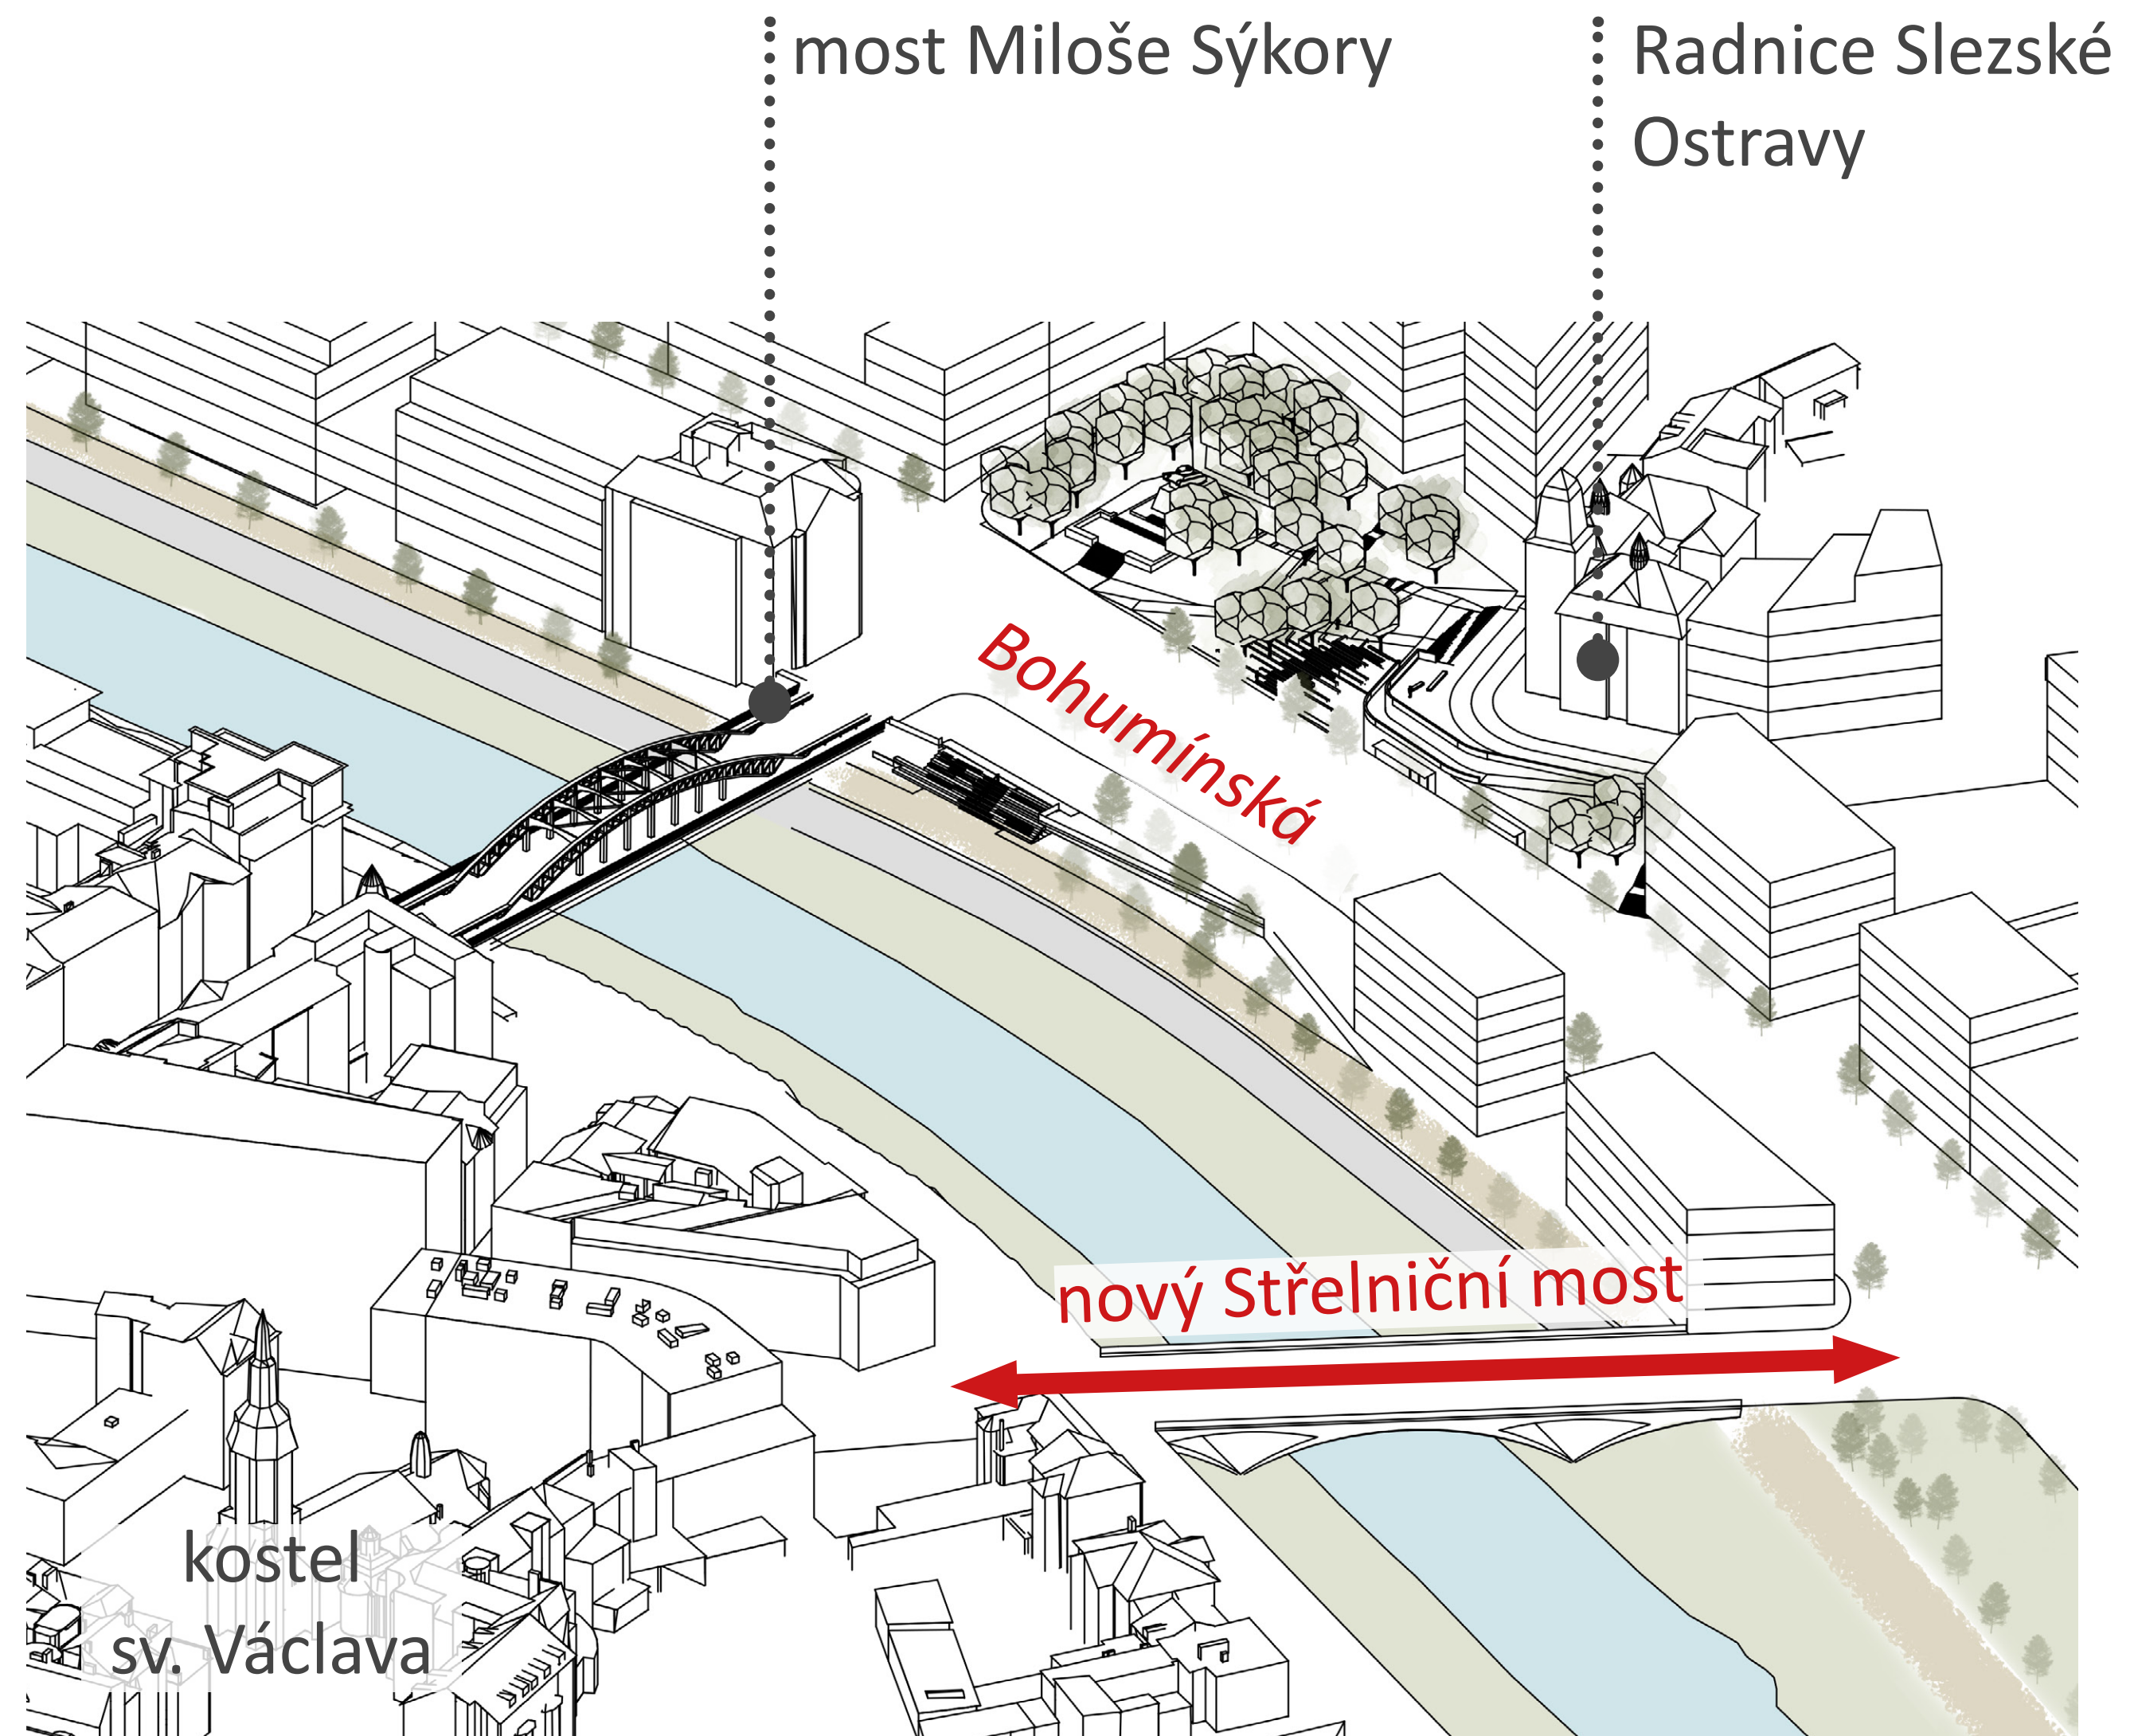 most Miloše Sýkory
Radnice Slezské
Ostravy
Bohumínská
nový Střelniční most
kostel
sv. Václava